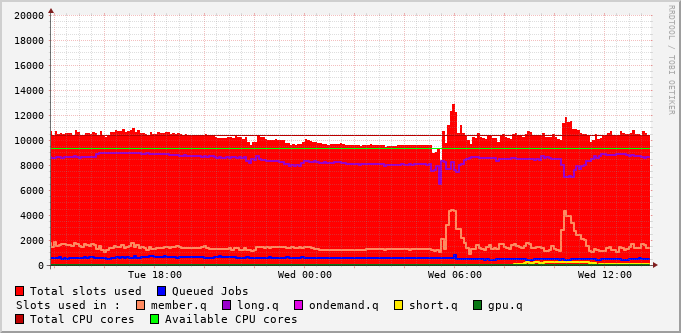 RRDTOOL / TOBI OETIKER
20000
18000
16000
14000
12000
10000
8000
6000
4000
2000
0
Tue 18:00 Wed 00:00 Wed 06:00 Wed 12:00
Total slots used Queued Jobs
Slots used in : member.q long.q ondemand.q short.q gpu.q
Total CPU cores Available CPU cores